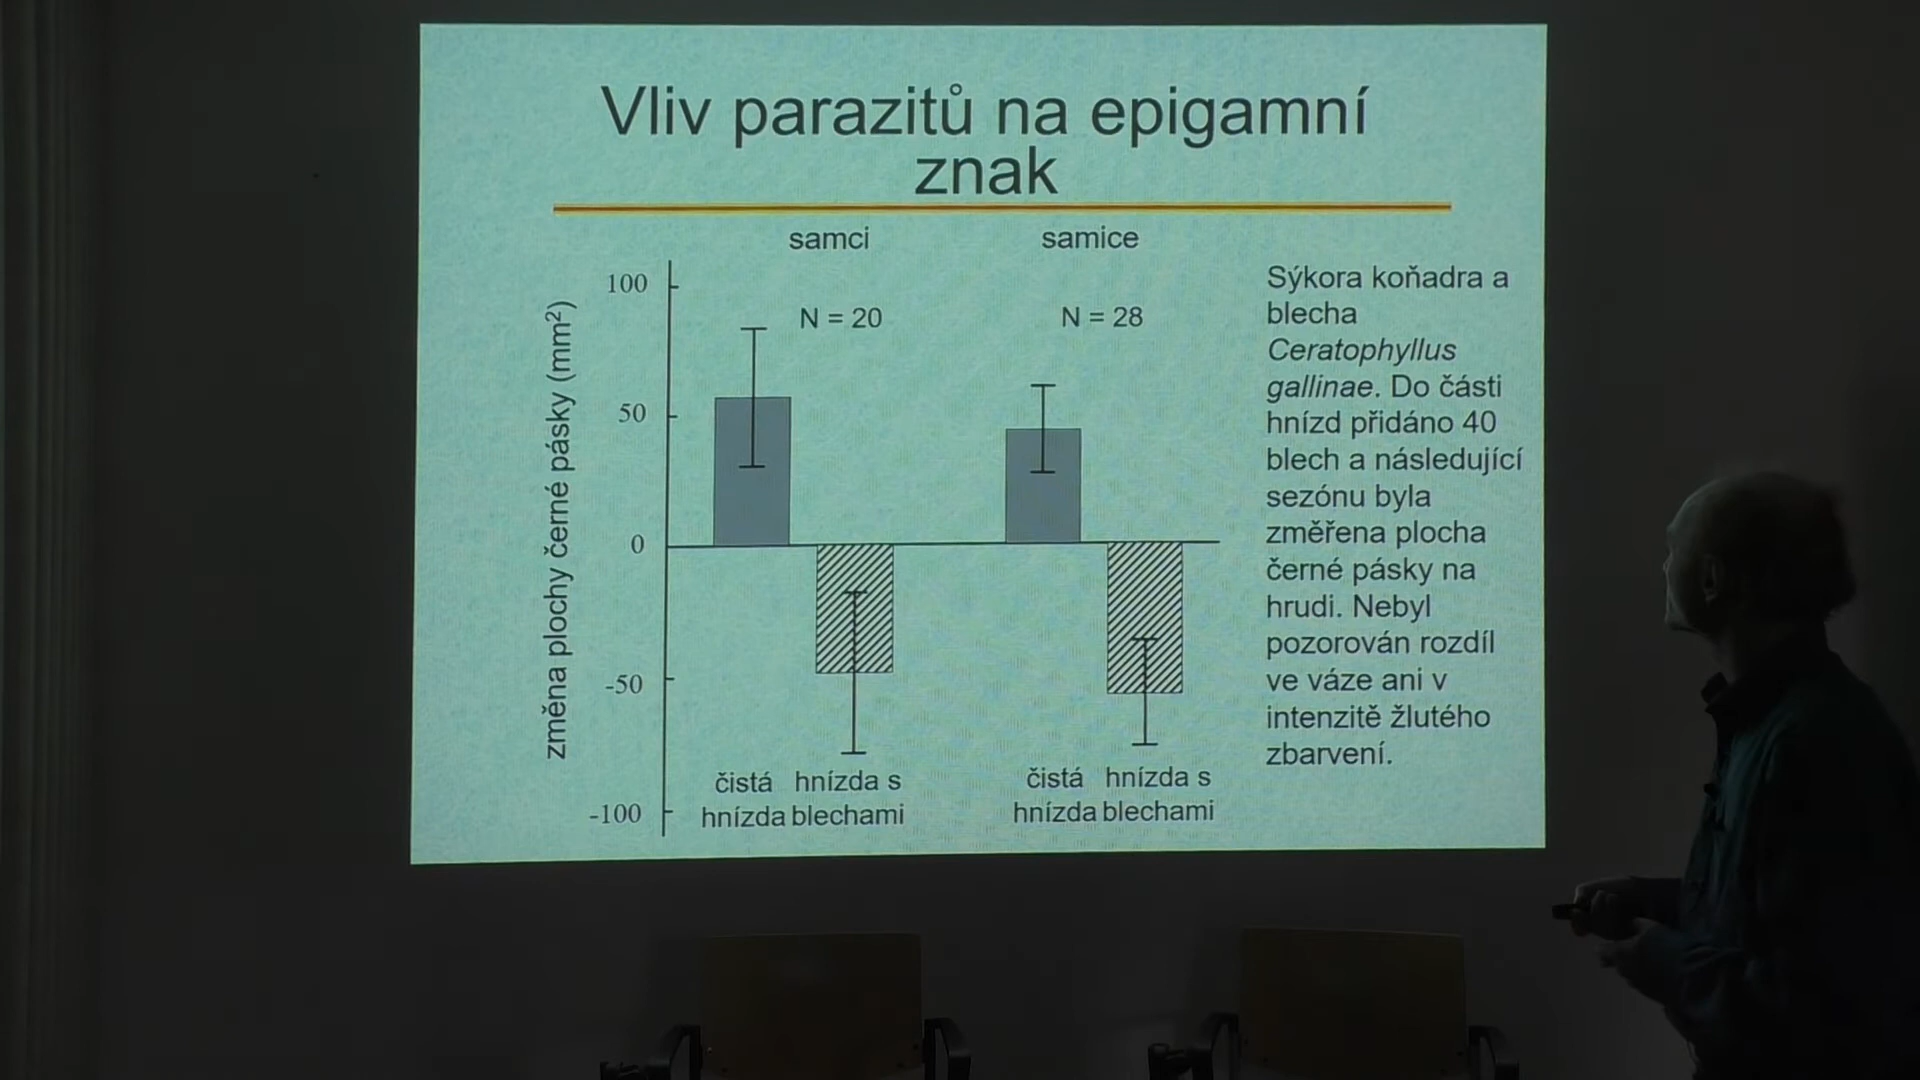 Vliv parazitů na epigamní
znak
samci
samice
N = 20
N = 28
změna plochy černé pásky (mm²)
100
50
0
-50
-100
čistá
hnízda
hnízda s
blechami
čistá
hnízda
hnízda s
blechami
Sýkora koňadra a
blecha
Ceratophyllus
gallinae. Do části
hnízd přidáno 40
blech a následující
sezónu byla
změřena plocha
černé pásky na
hrudi. Nebyl
pozorován rozdíl
ve váze ani v
intenzitě žlutého
zbarvení.